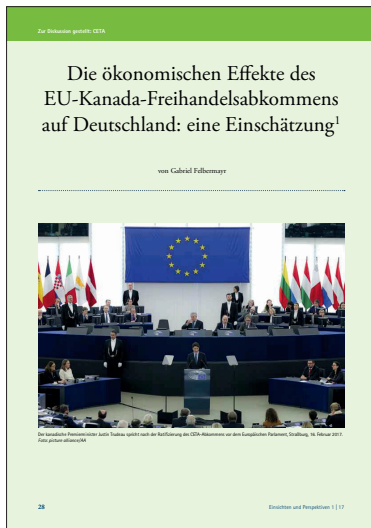 Zur Diskussion gestellt: CETA
Die ökonomischen Effekte des
EU-Kanada-Freihandelsabkommens
auf Deutschland: eine Einschätzung¹
von Gabriel Felbermayr
Der kanadische Premierminister Justin Trudeau spricht nach der Ratifizierung des CETA-Abkommens vor dem Europäischen Parlament, Straßburg, 16. Februar 2017.
Foto: picture-alliance/AA
28
Einsichten und Perspektiven 1 | 17